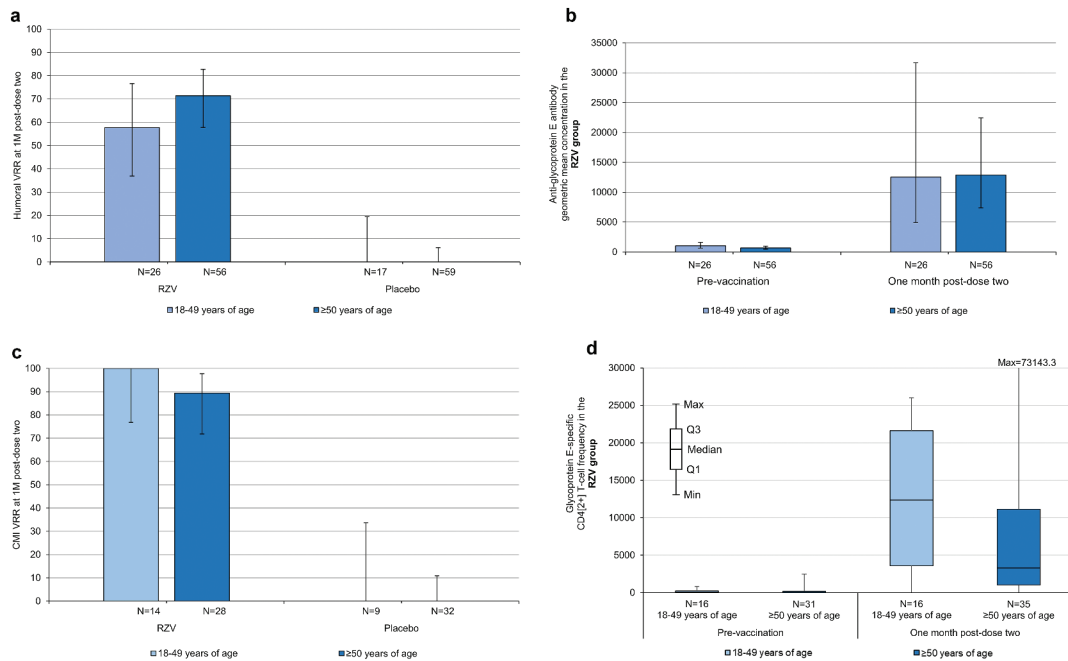 a
Humoral VRR at 1M post-dose two
100
90
80
70
60
50
40
30
20
10
0
N=26
N=56
N=17
N=59
RZV
Placebo
18-49 years of age
≥50 years of age
b
Anti-glycoprotein E antibody
geometric mean concentration in the
RZV group
35000
30000
25000
20000
15000
10000
5000
0
N=26
N=56
N=26
N=56
Pre-vaccination
One month post-dose two
18-49 years of age
≥50 years of age
c
CMI VRR at 1M post-dose two
100
90
80
70
60
50
40
30
20
10
0
N=14
N=28
N=9
N=32
RZV
Placebo
18-49 years of age
≥50 years of age
d
Max=73143.3
Glycoprotein E-specific
CD4[2+] T-cell frequency in the
RZV group
30000
25000
20000
15000
10000
5000
0
Max
Q3
Median
Q1
Min
N=16
18-49 years of age
N=31
≥50 years of age
N=16
18-49 years of age
N=35
≥50 years of age
Pre-vaccination
One month post-dose two
18-49 years of age
≥50 years of age